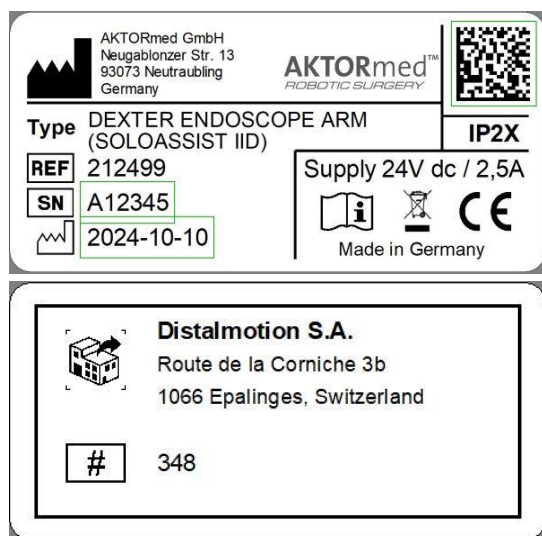 AKTORmed GmbH
Neugablonzer Str. 13
93073 Neutraubling
Germany
AKTORmed™
ROBOTIC SURGERY
Type DEXTER ENDOSCOPE ARM
(SOLOASSIST IID)
IP2X
REF 212499
SN A12345
2024-10-10
Supply 24V dc / 2,5A
CE
Made in Germany
Distalmotion S.A.
Route de la Corniche 3b
1066 Epalinges, Switzerland
# 348